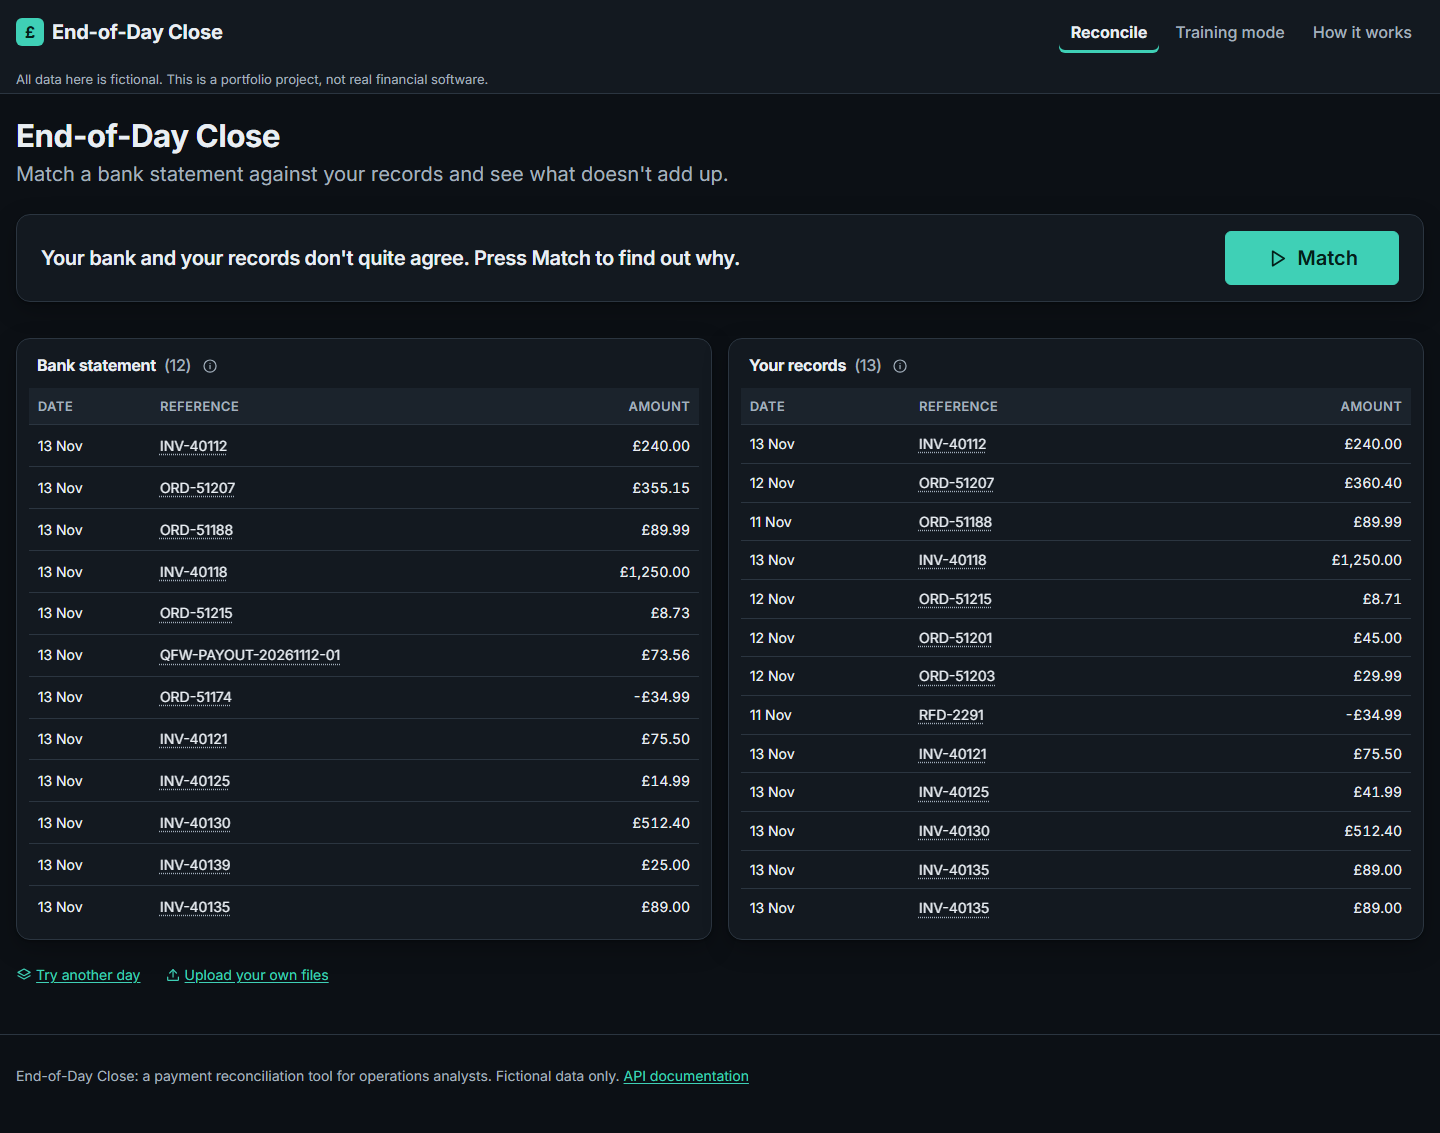 £ End-of-Day Close
Reconcile Training mode How it works
All data here is fictional. This is a portfolio project, not real financial software.
End-of-Day Close
Match a bank statement against your records and see what doesn't add up.
Your bank and your records don't quite agree. Press Match to find out why.
Match
Bank statement (12)
DATE REFERENCE AMOUNT
13 Nov INV-40112 £240.00
13 Nov ORD-51207 £355.15
13 Nov ORD-51188 £89.99
13 Nov INV-40118 £1,250.00
13 Nov ORD-51215 £8.73
13 Nov QFW-PAYOUT-20261112-01 £73.56
13 Nov ORD-51174 -£34.99
13 Nov INV-40121 £75.50
13 Nov INV-40125 £14.99
13 Nov INV-40130 £512.40
13 Nov INV-40139 £25.00
13 Nov INV-40135 £89.00
Your records (13)
DATE REFERENCE AMOUNT
13 Nov INV-40112 £240.00
12 Nov ORD-51207 £360.40
11 Nov ORD-51188 £89.99
13 Nov INV-40118 £1,250.00
12 Nov ORD-51215 £8.71
12 Nov ORD-51201 £45.00
12 Nov ORD-51203 £29.99
11 Nov RFD-2291 -£34.99
13 Nov INV-40121 £75.50
13 Nov INV-40125 £41.99
13 Nov INV-40130 £512.40
13 Nov INV-40135 £89.00
13 Nov INV-40135 £89.00
Try another day Upload your own files
End-of-Day Close: a payment reconciliation tool for operations analysts. Fictional data only. API documentation